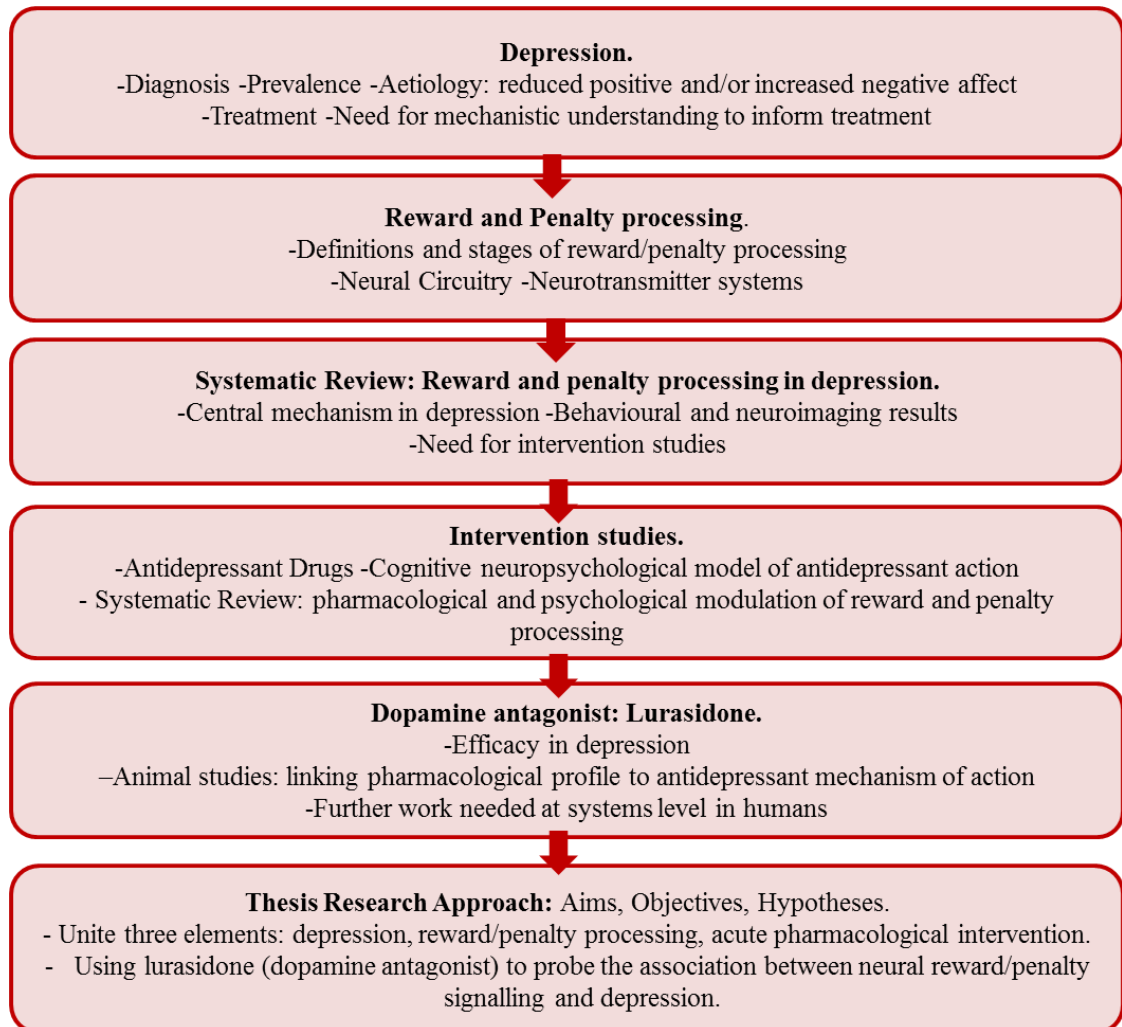 Depression.
-Diagnosis -Prevalence -Aetiology: reduced positive and/or increased negative affect
-Treatment -Need for mechanistic understanding to inform treatment
Reward and Penalty processing.
-Definitions and stages of reward/penalty processing
-Neural Circuitry -Neurotransmitter systems
Systematic Review: Reward and penalty processing in depression.
-Central mechanism in depression -Behavioural and neuroimaging results
-Need for intervention studies
Intervention studies.
-Antidepressant Drugs -Cognitive neuropsychological model of antidepressant action
- Systematic Review: pharmacological and psychological modulation of reward and penalty
processing
Dopamine antagonist: Lurasidone.
-Efficacy in depression
–Animal studies: linking pharmacological profile to antidepressant mechanism of action
-Further work needed at systems level in humans
Thesis Research Approach: Aims, Objectives, Hypotheses.
- Unite three elements: depression, reward/penalty processing, acute pharmacological intervention.
- Using lurasidone (dopamine antagonist) to probe the association between neural reward/penalty
signalling and depression.